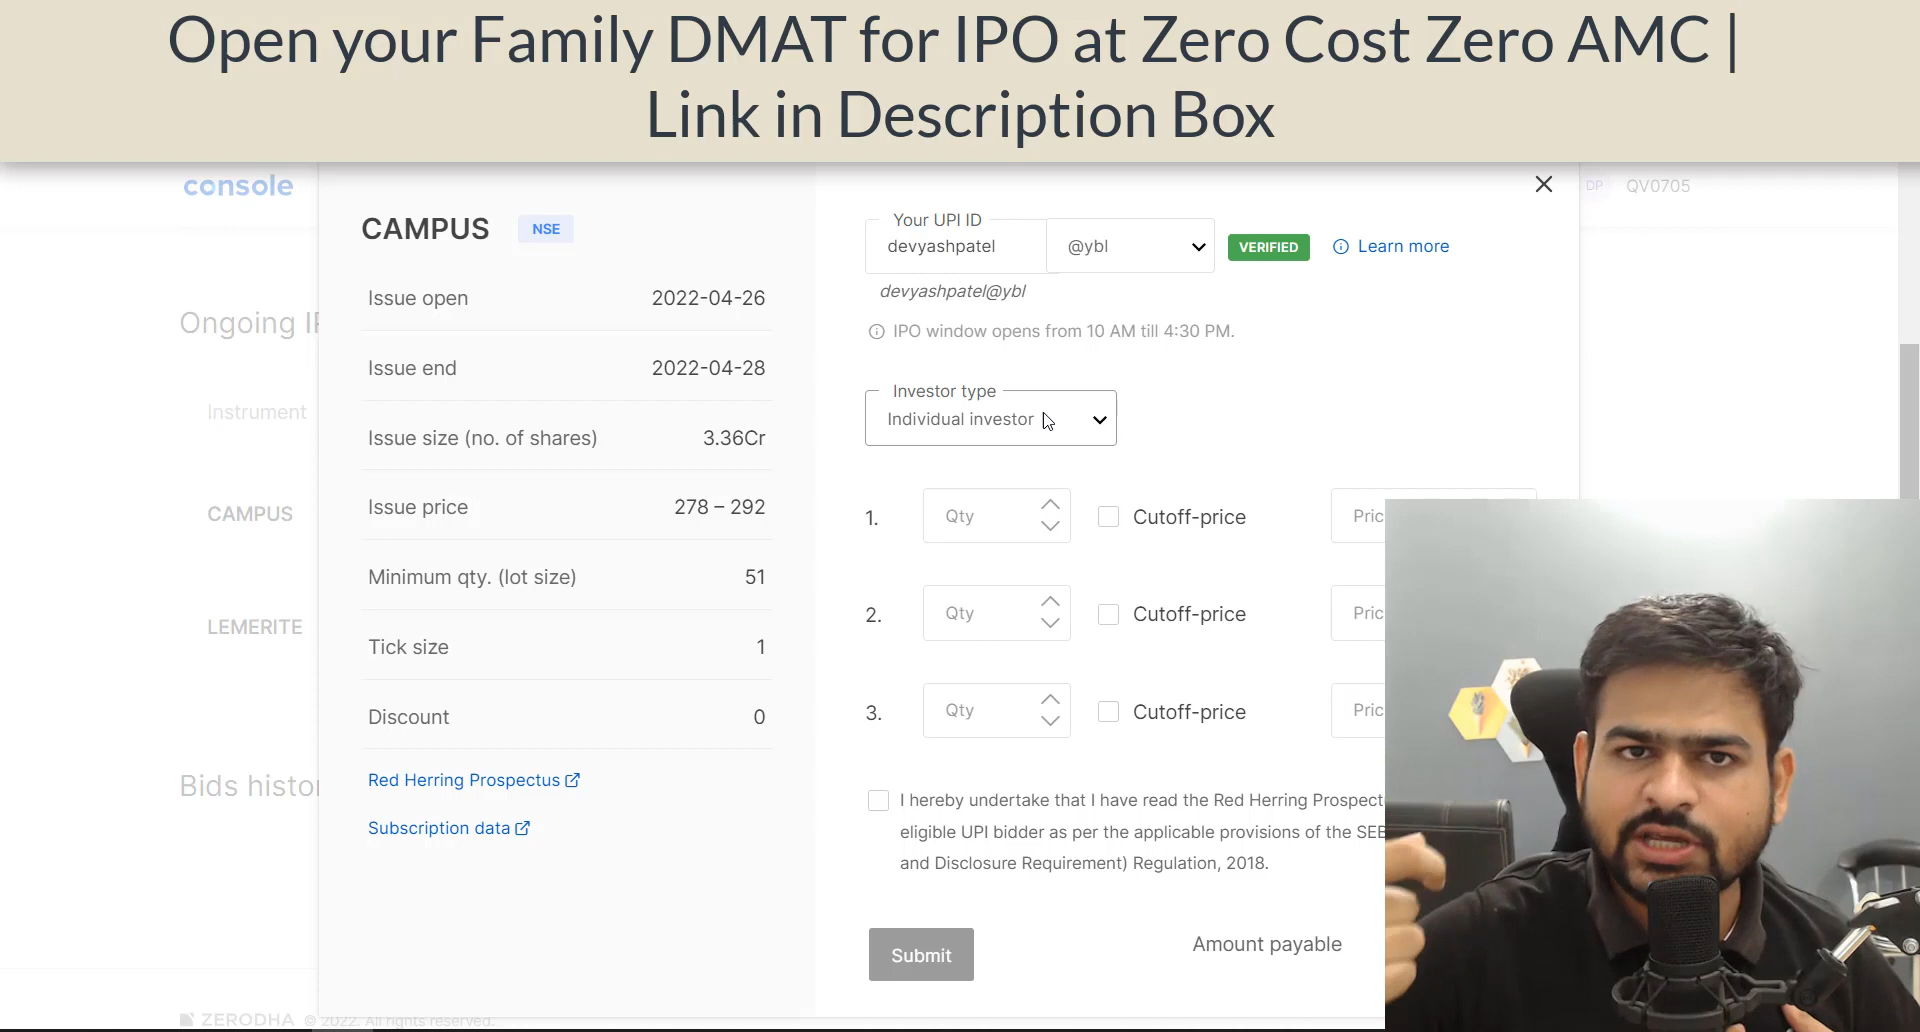 Open your Family DMAT for IPO at Zero Cost Zero AMC |
Link in Description Box
console
DP QV0705
CAMPUS NSE
Your UPI ID
devyashpatel @ybl VERIFIED Learn more
devyashpatel@ybl
Issue open 2022-04-26
IPO window opens from 10 AM till 4:30 PM.
Ongoing
Issue end 2022-04-28
Investor type
Individual investor
Instrument
Issue size (no. of shares) 3.36Cr
Issue price 278 – 292
CAMPUS
1. Qty Cutoff-price Pric
Minimum qty. (lot size) 51
LEMERITE
2. Qty Cutoff-price Pric
Tick size 1
Discount 0
3. Qty Cutoff-price Pric
Red Herring Prospectus
Bids histor
Subscription data
I hereby undertake that I have read the Red Herring Prospect
eligible UPI bidder as per the applicable provisions of the SEB
and Disclosure Requirement) Regulation, 2018.
Submit
Amount payable
ZERODHA © 2022. All rights reserved.